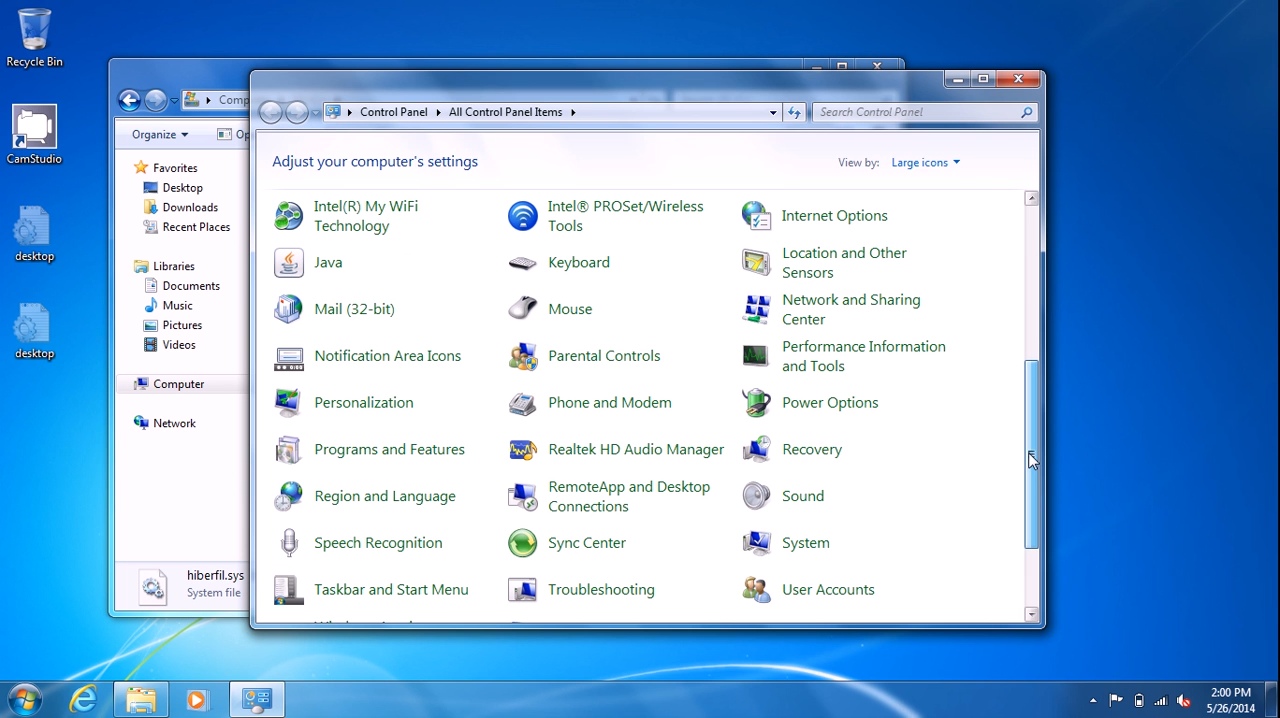 Recycle Bin
CamStudio
desktop
desktop
Comp
Organize
Op
Favorites
Desktop
Downloads
Recent Places
Libraries
Documents
Music
Pictures
Videos
Computer
Network
hiberfil.sys
System file
Control Panel
All Control Panel Items
Search Control Panel
Adjust your computer's settings
View by: Large icons
Intel(R) My WiFi
Technology
Intel® PROSet/Wireless
Tools
Internet Options
Java
Keyboard
Location and Other
Sensors
Mail (32-bit)
Mouse
Network and Sharing
Center
Notification Area Icons
Parental Controls
Performance Information
and Tools
Personalization
Phone and Modem
Power Options
Programs and Features
Realtek HD Audio Manager
Recovery
Region and Language
RemoteApp and Desktop
Connections
Sound
Speech Recognition
Sync Center
System
Taskbar and Start Menu
Troubleshooting
User Accounts
2:00 PM
5/26/2014